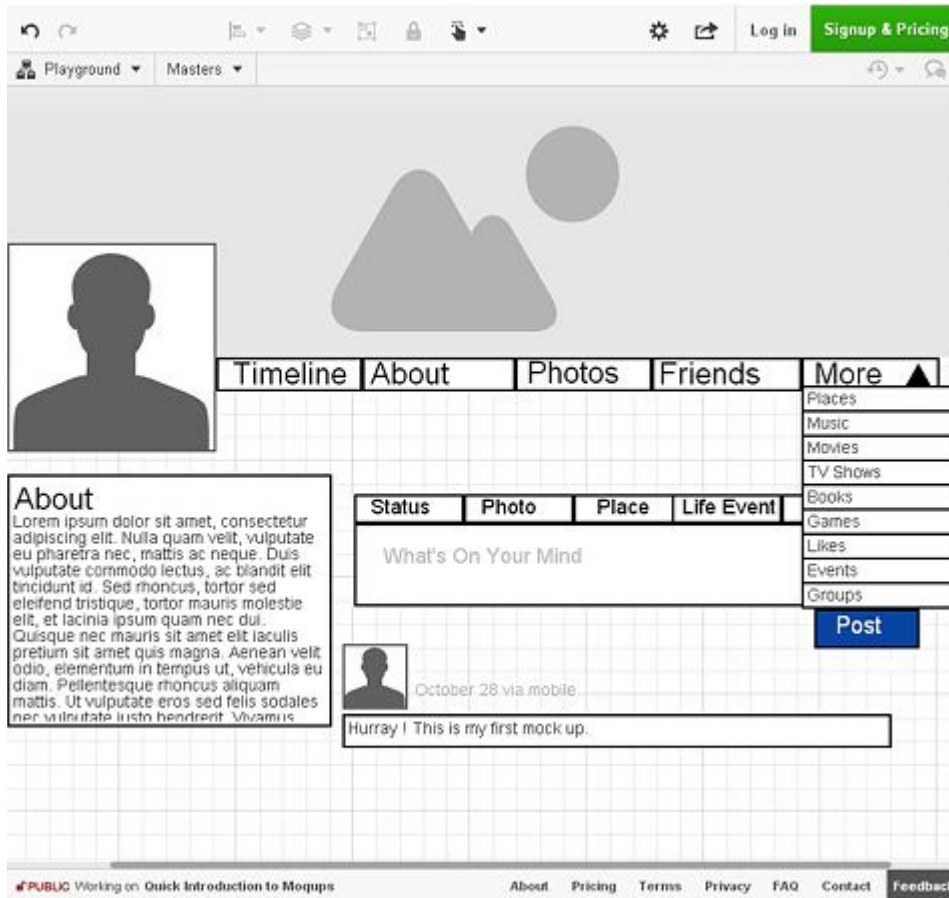 Log in
Signup & Pricing
Playground
Masters
Timeline
About
Photos
Friends
More
Places
Music
Movies
TV Shows
Books
Games
Likes
Events
Groups
About
Lorem ipsum dolor sit amet, consectetur
adipiscing elit. Nulla quam velit, vulputate
eu pharetra nec, mattis ac neque. Duis
vulputate commodo lectus, ac blandit elit
tincidunt id. Sed rhoncus, tortor sed
eleifend tristique, tortor mauris molestie
elit, et lacinia ipsum quam nec dui.
Quisque nec mauris sit amet elit iaculis
pretium sit amet quis magna. Aenean velit
odio, elementum in tempus ut, vehicula eu
diam. Pellentesque rhoncus aliquam
mattis. Ut vulputate eros sed felis sodales
nec vulputate justo hendrerit. Vivamus
Status
Photo
Place
Life Event
What's On Your Mind
Post
October 28 via mobile
Hurray ! This is my first mock up.
PUBLIC Working on Quick Introduction to Moqups
About
Pricing
Terms
Privacy
FAQ
Contact
Feedback